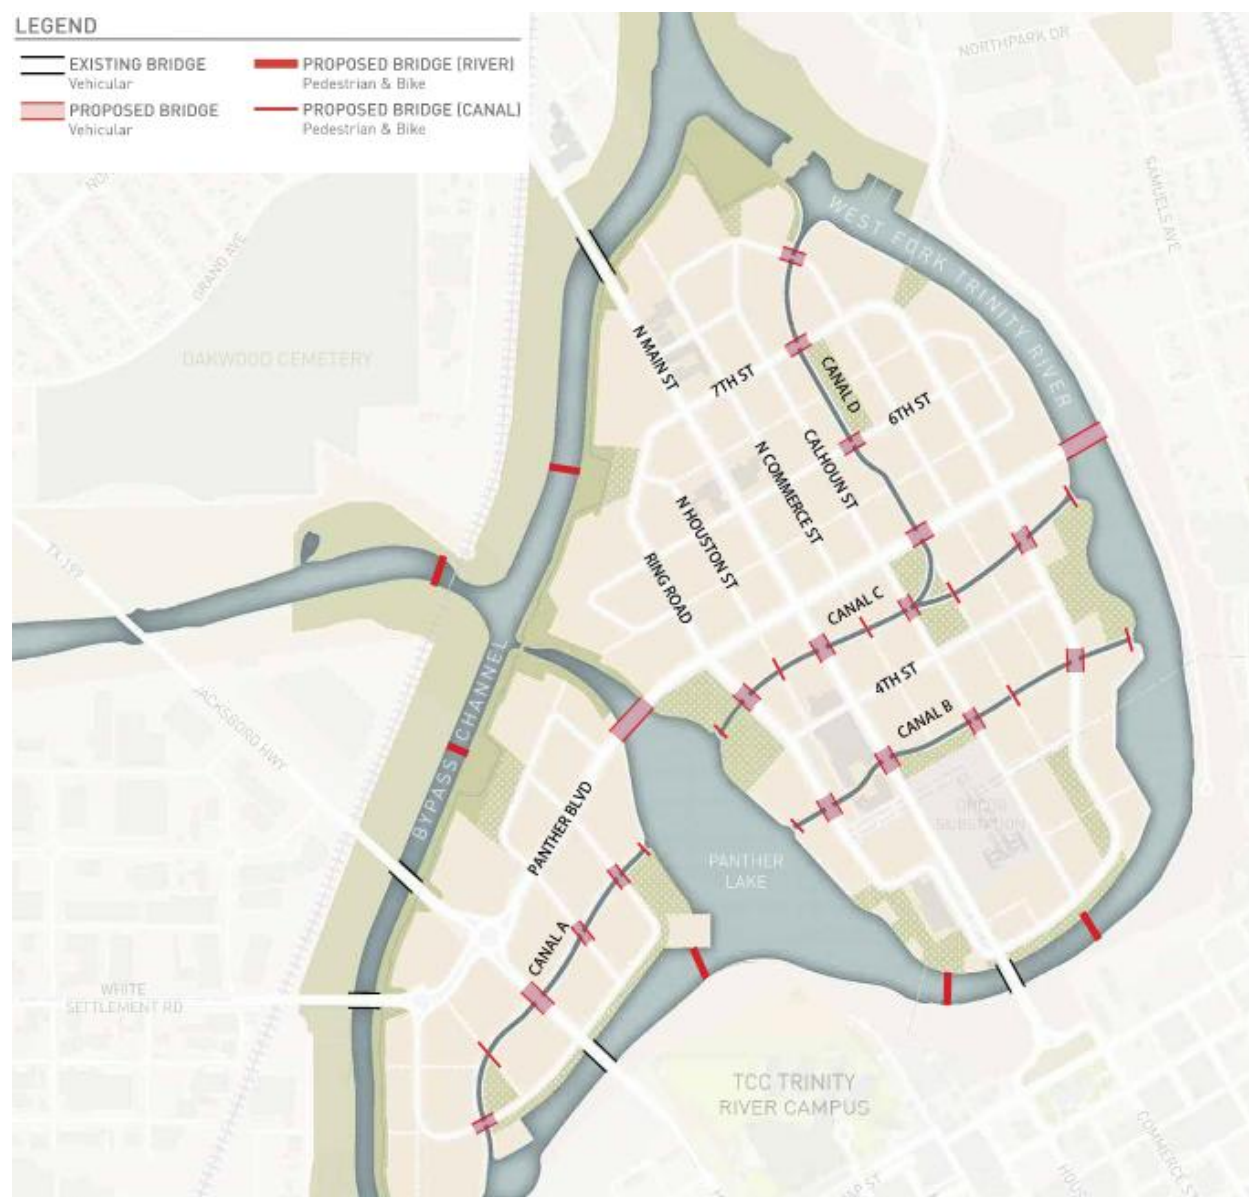 LEGEND
EXISTING BRIDGE
Vehicular
PROPOSED BRIDGE
Vehicular
PROPOSED BRIDGE (RIVER)
Pedestrian & Bike
PROPOSED BRIDGE (CANAL)
Pedestrian & Bike
NORTHPARK DR
SAMUELS AVE
GRAND AVE
WEST FORK TRINITY RIVER
OAKWOOD CEMETERY
N MAIN ST
7TH ST
CANAL D
6TH ST
CALHOUN ST
N COMMERCE ST
N HOUSTON ST
RING ROAD
TX-199
CANAL C
4TH ST
CANAL B
JACKSBORO HWY
BYPASS CHANNEL
PANTHER BLVD
PANTHER
LAKE
CANAL A
WHITE
SETTLEMENT RD
TCC TRINITY
RIVER CAMPUS